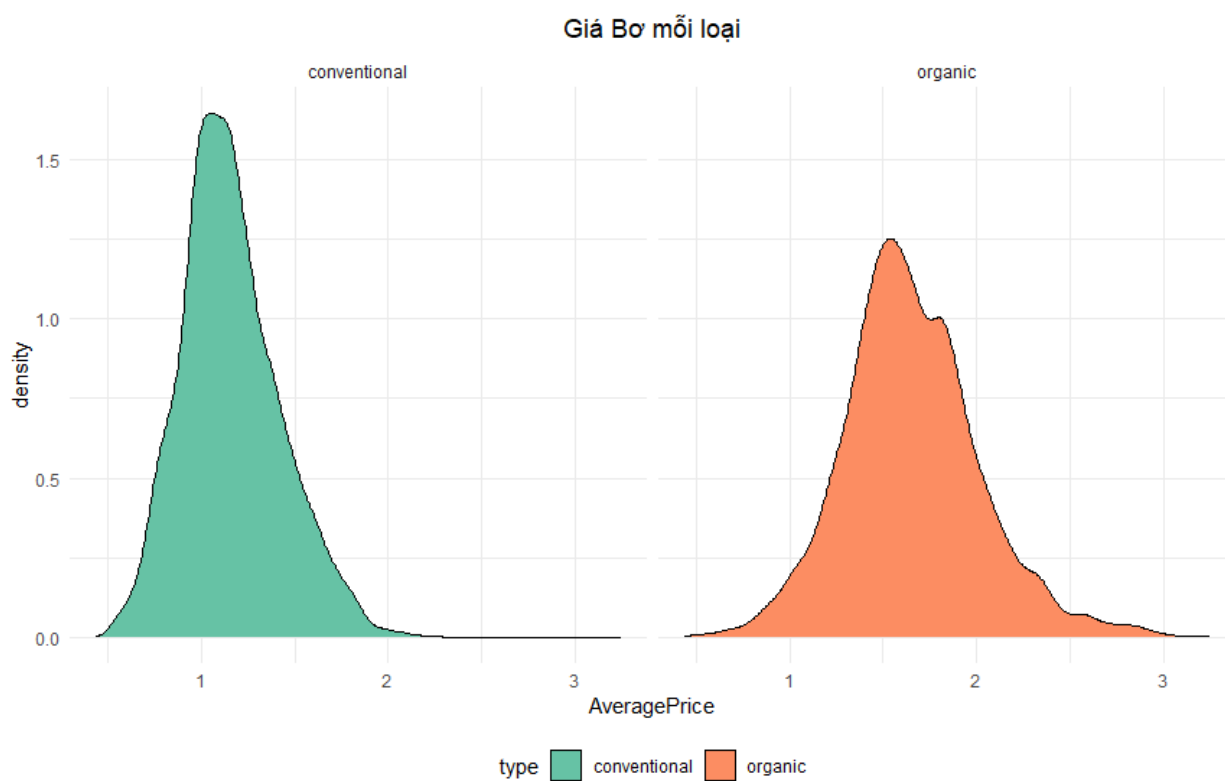 Giá Bơ mỗi loại
conventional organic
1.5
1.0
0.5
0.0
density
1 2 3 1 2 3
AveragePrice
type conventional organic